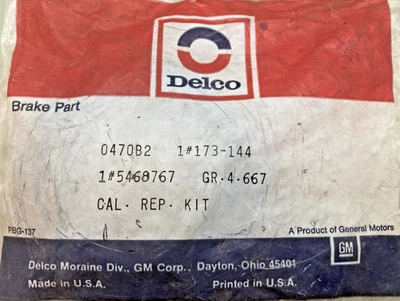 Delco
Brake Part
0470B2 1#173-144
1#5468767 GR.4.667
CAL. REP. KIT
PBG-137
A Product of General Motors
GM
Delco Moraine Div., GM Corp., Dayton, Ohio 45401
Made in U.S.A. Printed in U.S.A.